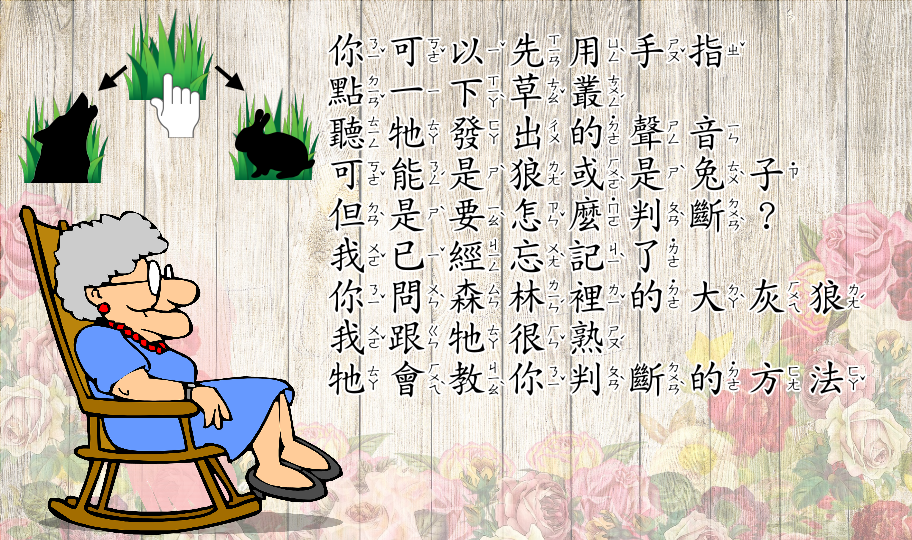 你可以先用手指
點一下草叢
聽牠發出的聲音
可能是狼或是兔子
但是要怎麼判斷？
我已經忘記了
你問森林裡的大灰狼
我跟牠很熟
牠會教你判斷的方法